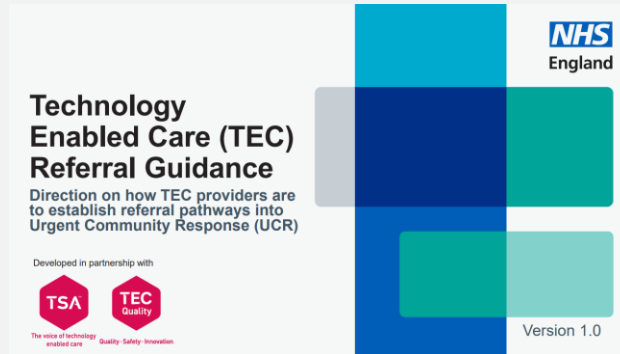 NHS
England
Technology
Enabled Care (TEC)
Referral Guidance
Direction on how TEC providers are
to establish referral pathways into
Urgent Community Response (UCR)
Developed in partnership with
TSA™
The voice of technology
enabled care
TEC
Quality
Quality · Safety · Innovation
Version 1.0